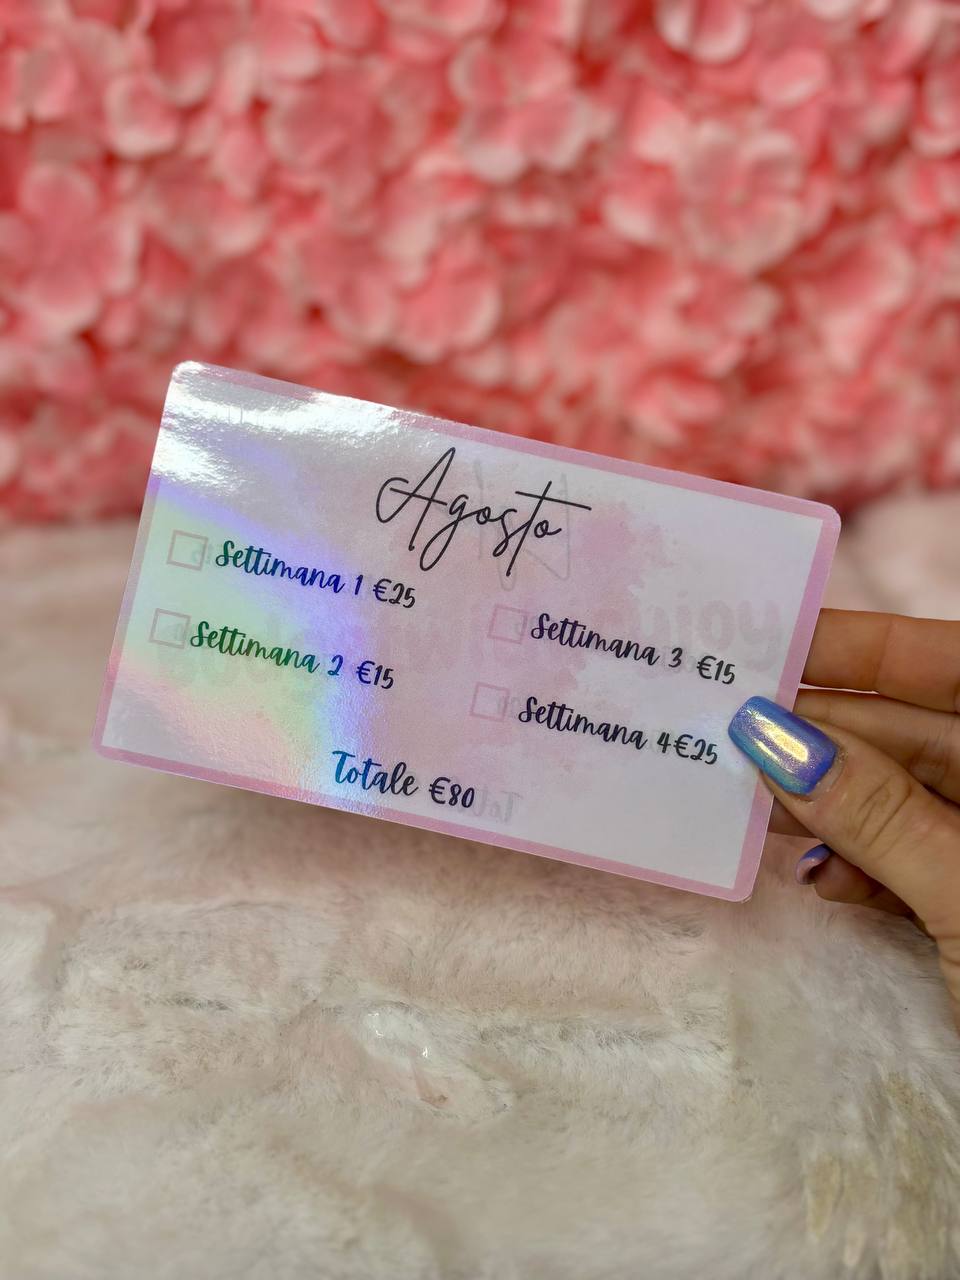 Agosto
Settimana 1 €25
Settimana 2 €15
Settimana 3 €15
Settimana 4 €25
Totale €80